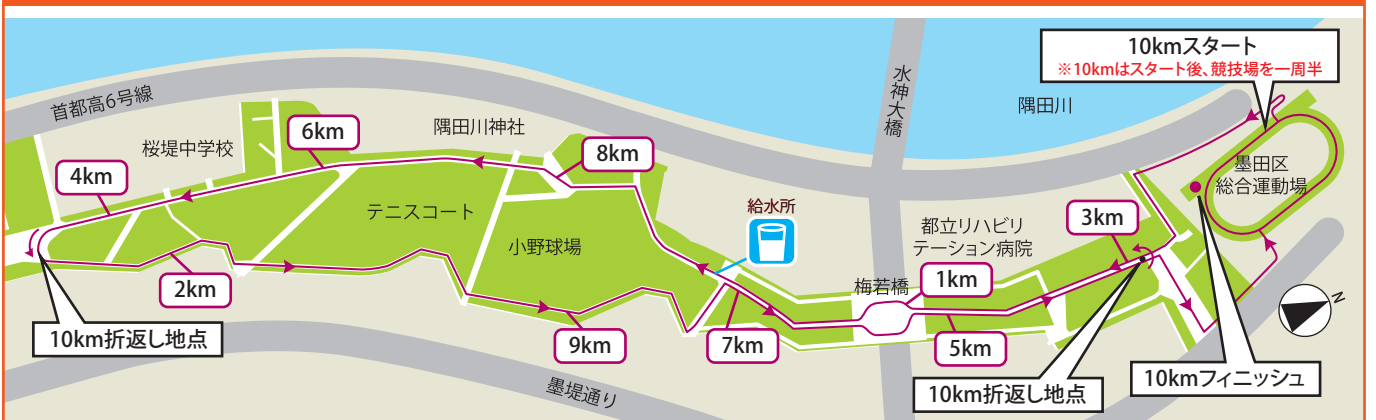 10kmスタート
※10kmはスタート後、競技場を一周半
水神大橋
隅田川
首都高6号線
6km
隅田川神社
桜堤中学校
8km
4km
墨田区
総合運動場
テニスコート
給水所
3km
都立リハビリ
テーション病院
小野球場
梅若橋
1km
2km
N
10km折返し地点
9km
7km
5km
10km折返し地点
10kmフィニッシュ
墨堤通り